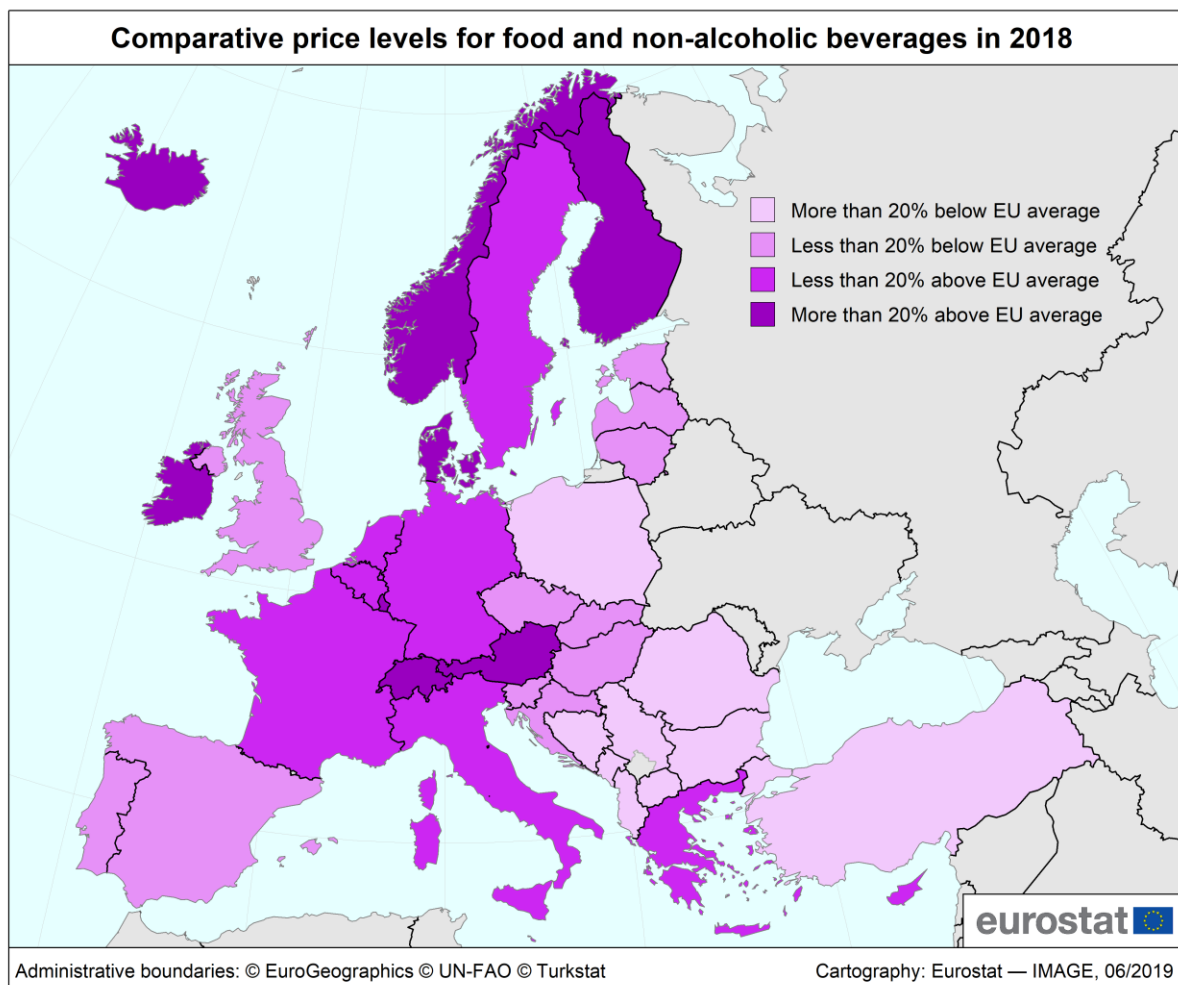 Comparative price levels for food and non-alcoholic beverages in 2018
More than 20% below EU average
Less than 20% below EU average
Less than 20% above EU average
More than 20% above EU average
eurostat
Administrative boundaries: © EuroGeographics © UN-FAO © Turkstat
Cartography: Eurostat — IMAGE, 06/2019